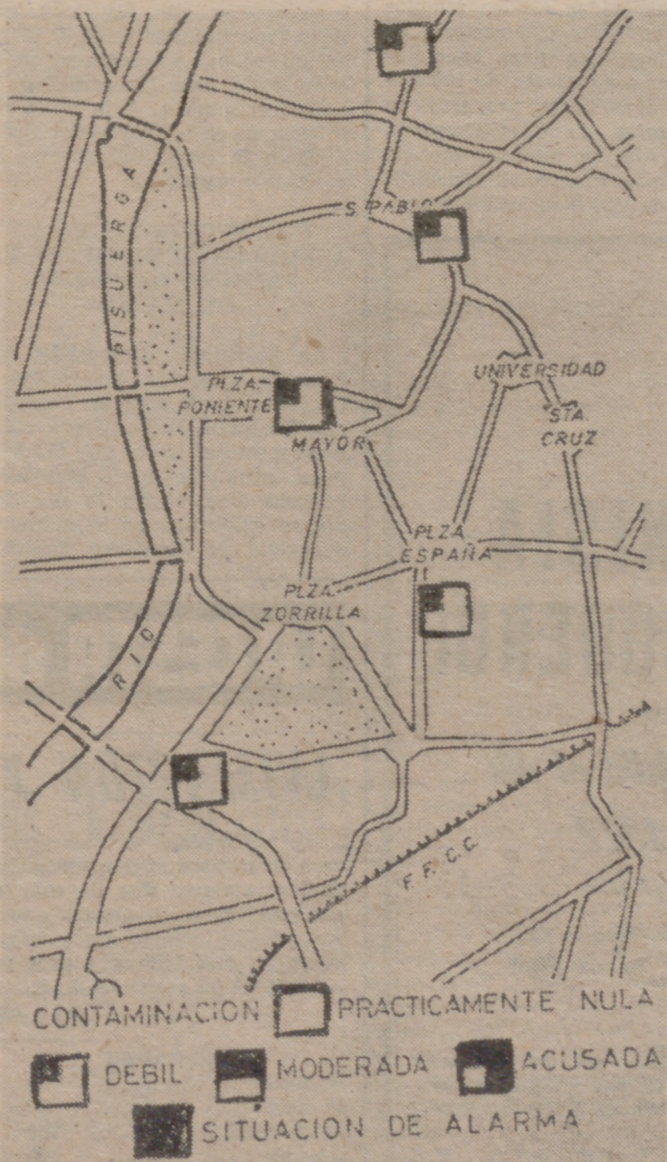 S. PABLO
PISUERGA
PLZA.
PONIENTE
UNIVERSIDAD
MAYOR
STA.
CRUZ
PLZA.
ESPAÑA
PLZA.
ZORRILLA
RIO
F. F. C. C.
CONTAMINACION PRACTICAMENTE NULA
DEBIL MODERADA ACUSADA
SITUACION DE ALARMA